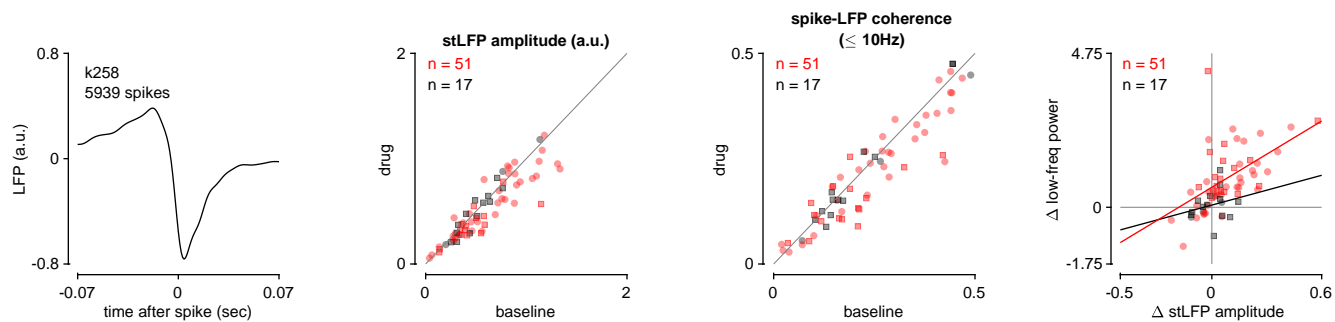 0.8
k258
5939 spikes
LFP (a.u.)
0
-0.8
-0.07
0
0.07
time after spike (sec)
stLFP amplitude (a.u.)
2
n = 51
n = 17
drug
0
0
2
baseline
spike-LFP coherence
(≤ 10Hz)
0.5
n = 51
n = 17
drug
0
0
0.5
baseline
4.75
n = 51
n = 17
Δ low-freq power
0
-1.75
-0.5
0
0.6
Δ stLFP amplitude